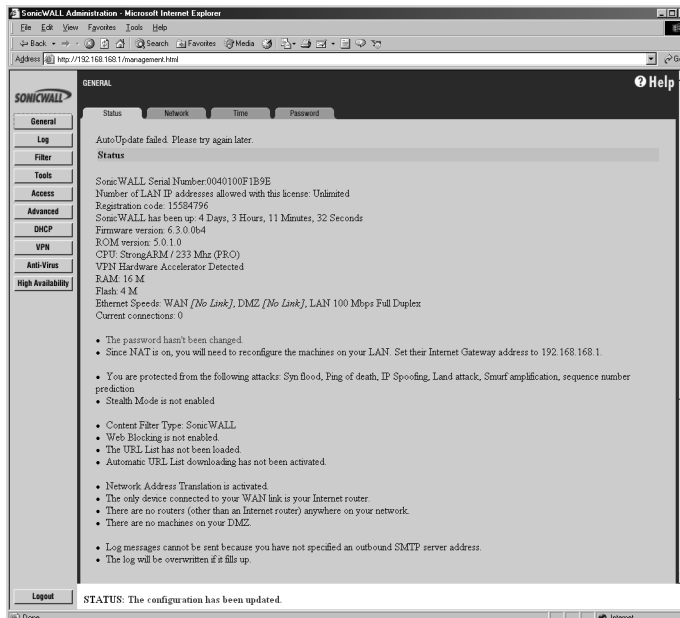 SonicWALL Administration - Microsoft Internet Explorer
File Edit View Favorites Tools Help
Back Search Favorites Media
Address http://192.168.168.1/management.html
SONICWALL
GENERAL
Help
Status Network Time Password
General
Log
Filter
Tools
Access
Advanced
DHCP
VPN
Anti-Virus
High Availability
AutoUpdate failed. Please try again later.
Status
SonicWALL Serial Number:0040100F1B9E
Number of LAN IP addresses allowed with this license: Unlimited
Registration code: 15584796
SonicWALL has been up: 4 Days, 3 Hours, 11 Minutes, 32 Seconds
Firmware version: 6.3.0.0b4
ROM version: 5.0.1.0
CPU: StrongARM / 233 Mhz (PRO)
VPN Hardware Accelerator Detected
RAM: 16 M
Flash: 4 M
Ethernet Speeds: WAN [No Link], DMZ [No Link], LAN 100 Mbps Full Duplex
Current connections: 0
• The password hasn't been changed.
• Since NAT is on, you will need to reconfigure the machines on your LAN. Set their Internet Gateway address to 192.168.168.1.
• You are protected from the following attacks: Syn flood, Ping of death, IP Spoofing, Land attack, Smurf amplification, sequence number
prediction
• Stealth Mode is not enabled
• Content Filter Type: SonicWALL
• Web Blocking is not enabled.
• The URL List has not been loaded.
• Automatic URL List downloading has not been activated.
• Network Address Translation is activated.
• The only device connected to your WAN link is your Internet router.
• There are no routers (other than an Internet router) anywhere on your network.
• There are no machines on your DMZ.
• Log messages cannot be sent because you have not specified an outbound SMTP server address.
• The log will be overwritten if it fills up.
Logout
STATUS: The configuration has been updated.
Done
Internet